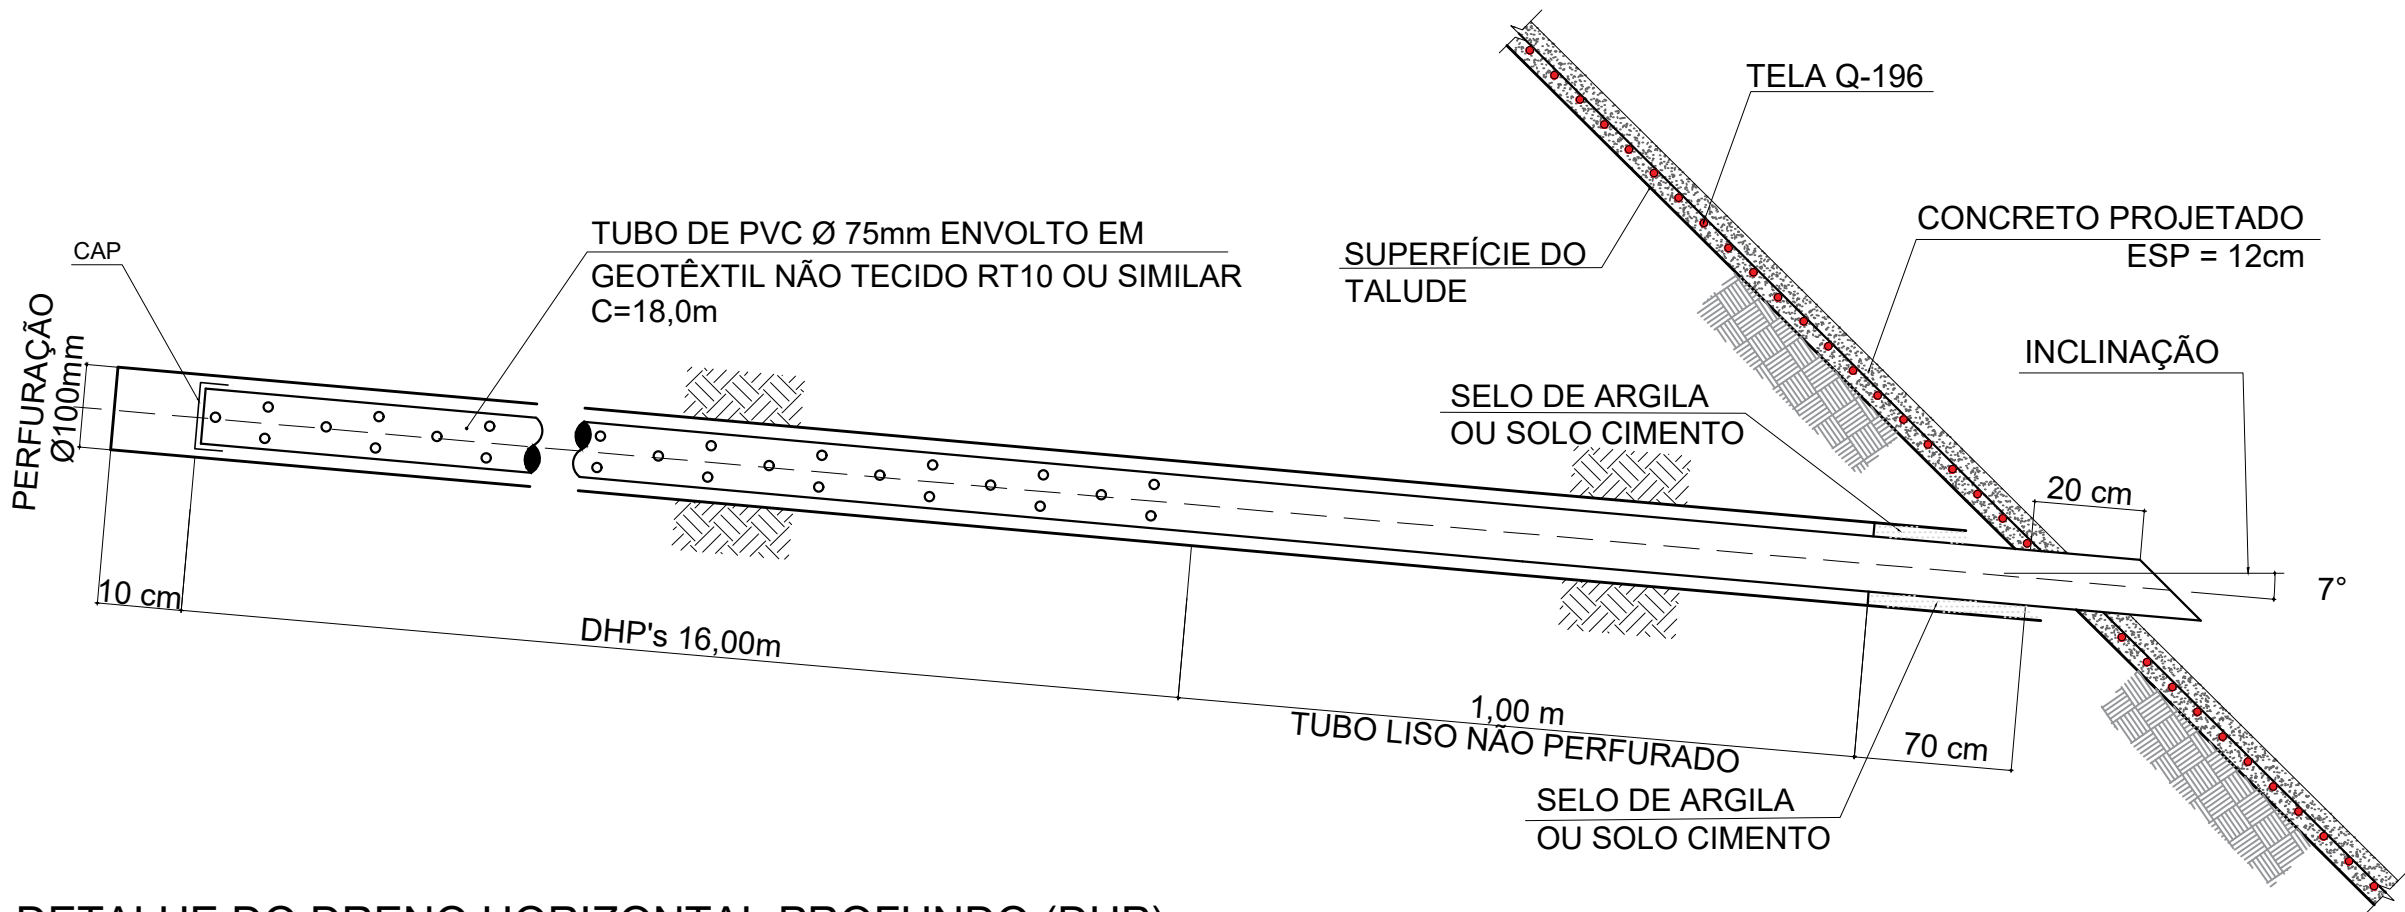 TELA Q-196
CONCRETO PROJETADO
ESP = 12cm
TUBO DE PVC Ø 75mm ENVOLTO EM
GEOTÊXTIL NÃO TECIDO RT10 OU SIMILAR
C=18,0m
CAP
SUPERFÍCIE DO
TALUDE
INCLINAÇÃO
PERFURAÇÃO
Ø100mm
SELO DE ARGILA
OU SOLO CIMENTO
20 cm
7°
10 cm
DHP's 16,00m
1,00 m
TUBO LISO NÃO PERFURADO
70 cm
SELO DE ARGILA
OU SOLO CIMENTO
DETALHE DO DRENO HORIZONTAL PROFUNDO (DHP)